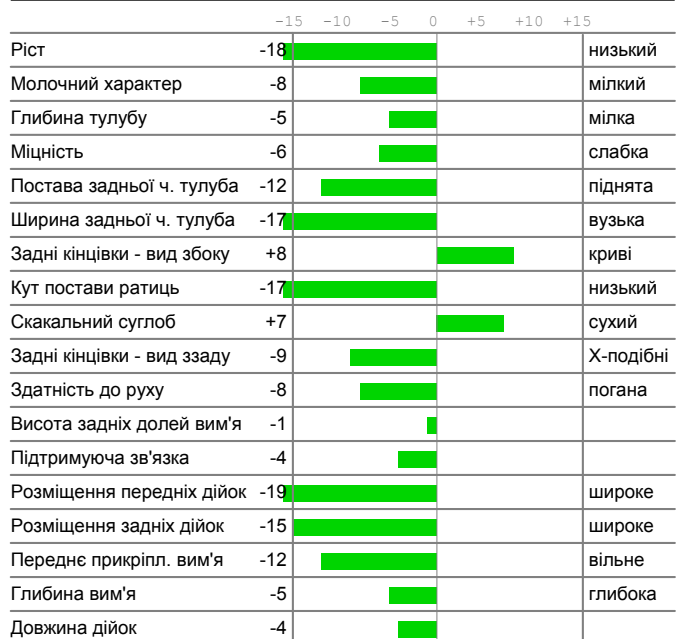 -15 -10 -5 0 +5 +10 +15
Ріст -18 низький
Молочний характер -8 мілкий
Глибина тулубу -5 мілка
Міцність -6 слабка
Постава задньої ч. тулуба -12 піднята
Ширина задньої ч. тулуба -17 вузька
Задні кінцівки - вид збоку +8 криві
Кут постави ратиць -17 низький
Скакальний суглоб +7 сухий
Задні кінцівки - вид ззаду -9 Х-подібні
Здатність до руху -8 погана
Висота задніх долей вим'я -1
Підтримуюча зв'язка -4
Розміщення передніх дійок -19 широке
Розміщення задніх дійок -15 широке
Переднє прикріпл. вим'я -12 вільне
Глибина вим'я -5 глибока
Довжина дійок -4